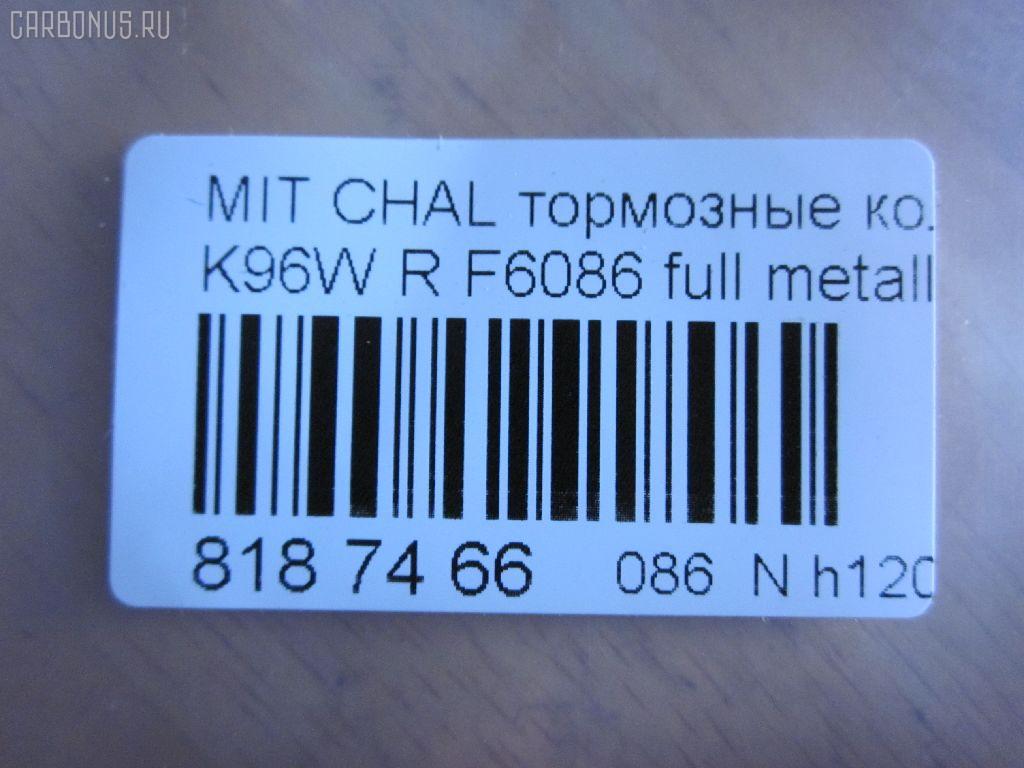 CARBONUS.RU
MIT CHAL тормозные ко.
K96W R F6086 full metall
818 74 66 086 N h120